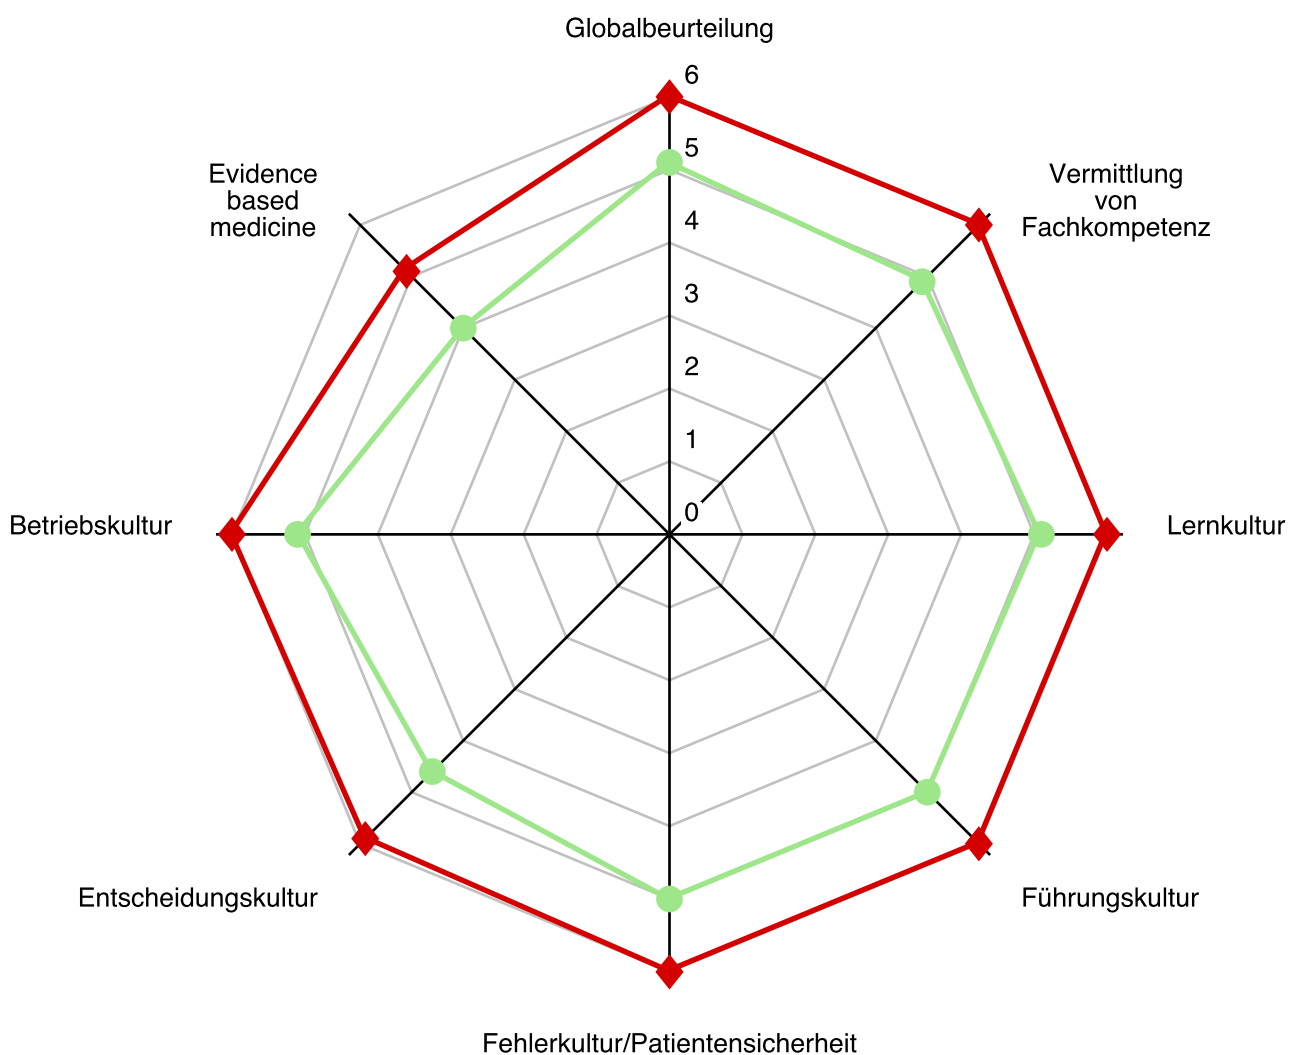 Globalbeurteilung
6
5
4
3
2
1
0
Evidence
based
medicine
Vermittlung
von
Fachkompetenz
Betriebskultur
Lernkultur
Entscheidungskultur
Führungskultur
Fehlerkultur/Patientensicherheit